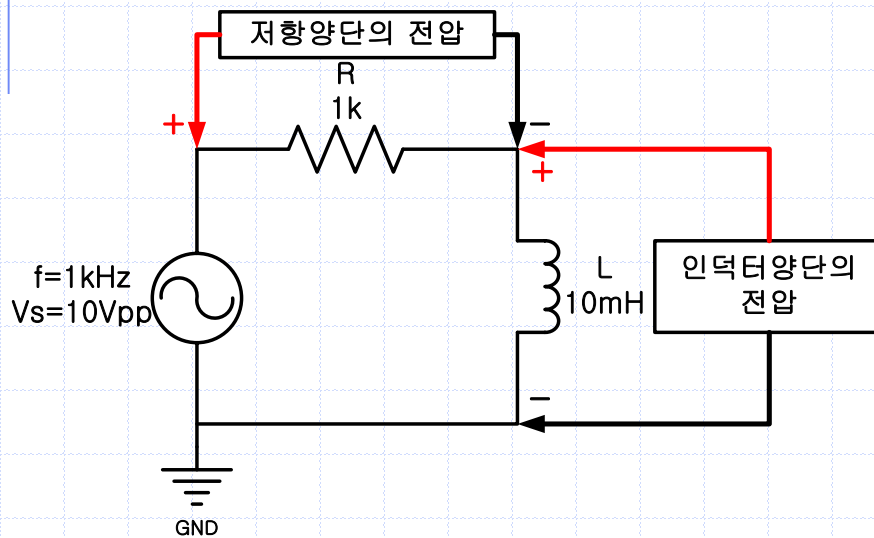 저항양단의 전압
R
1k
+
−
+
f=1kHz
Vs=10Vpp
L
10mH
인덕터양단의
전압
−
GND